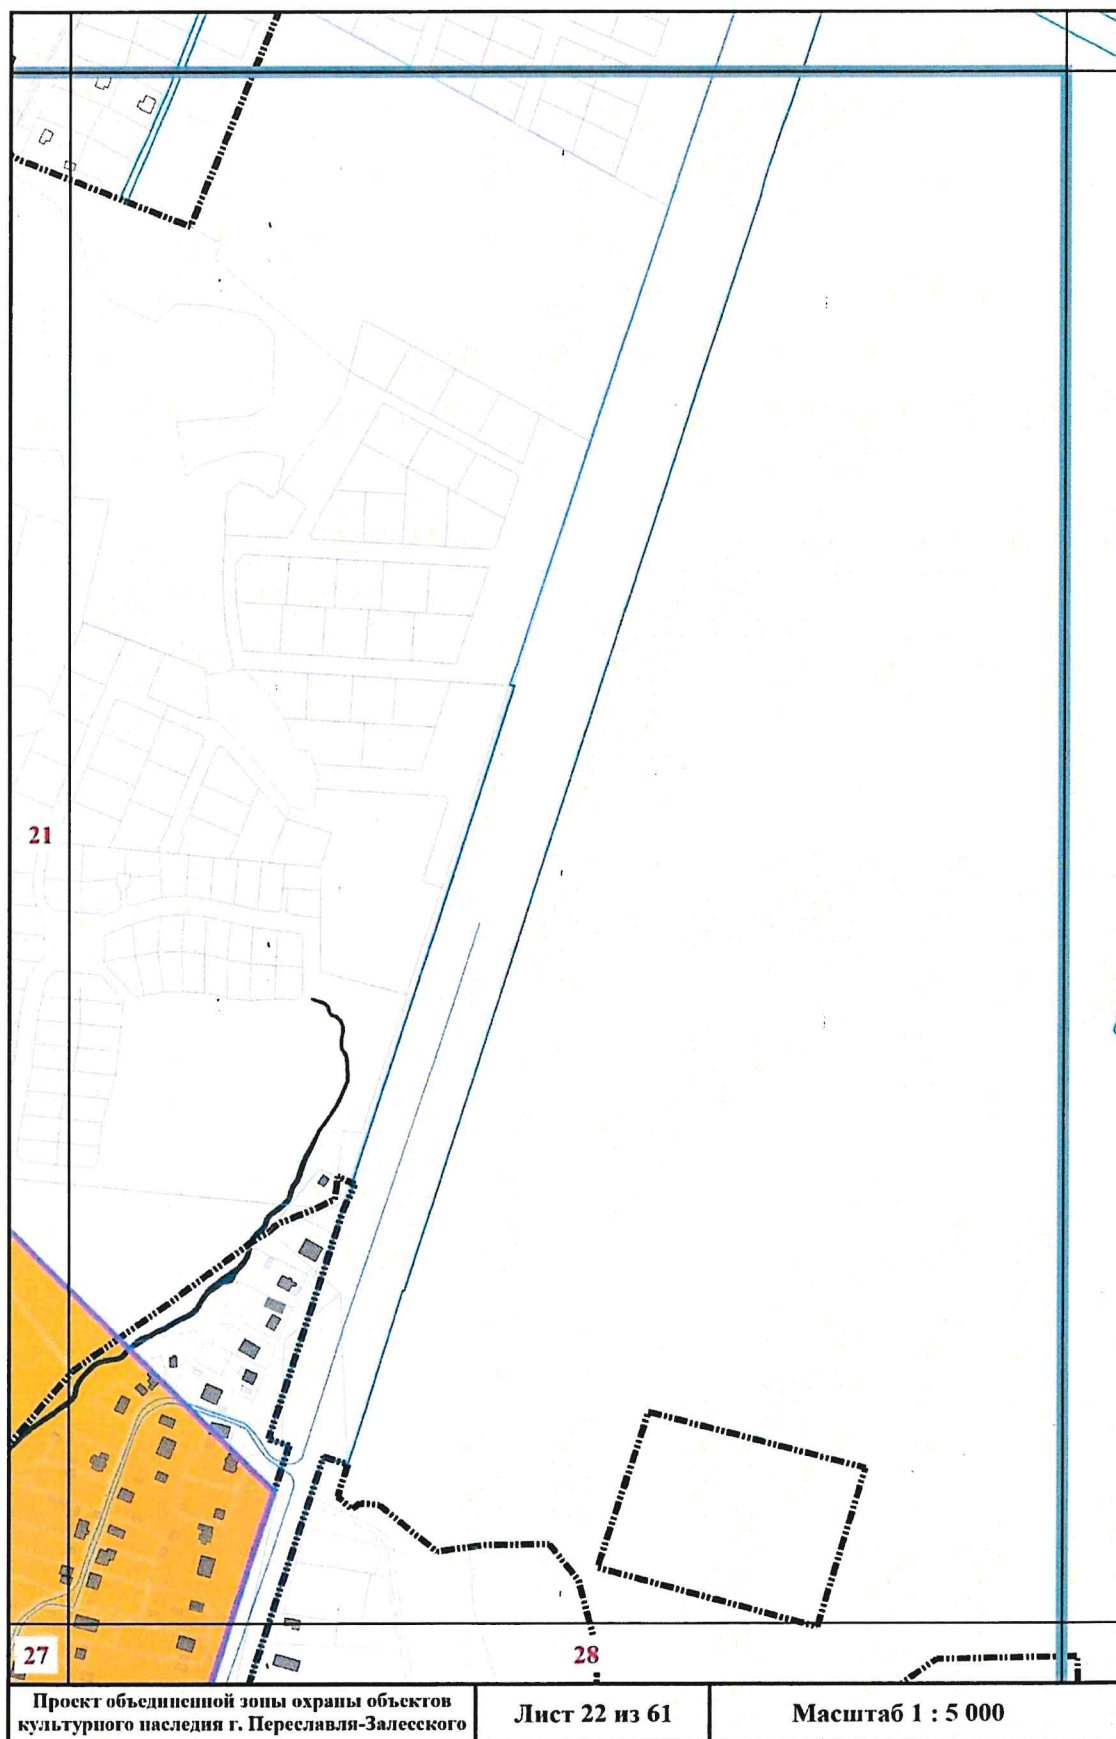 21
27
28
Проект объединенной зоны охраны объектов
культурного наследия г. Переславля-Залесского
Лист 22 из 61
Масштаб 1 : 5 000